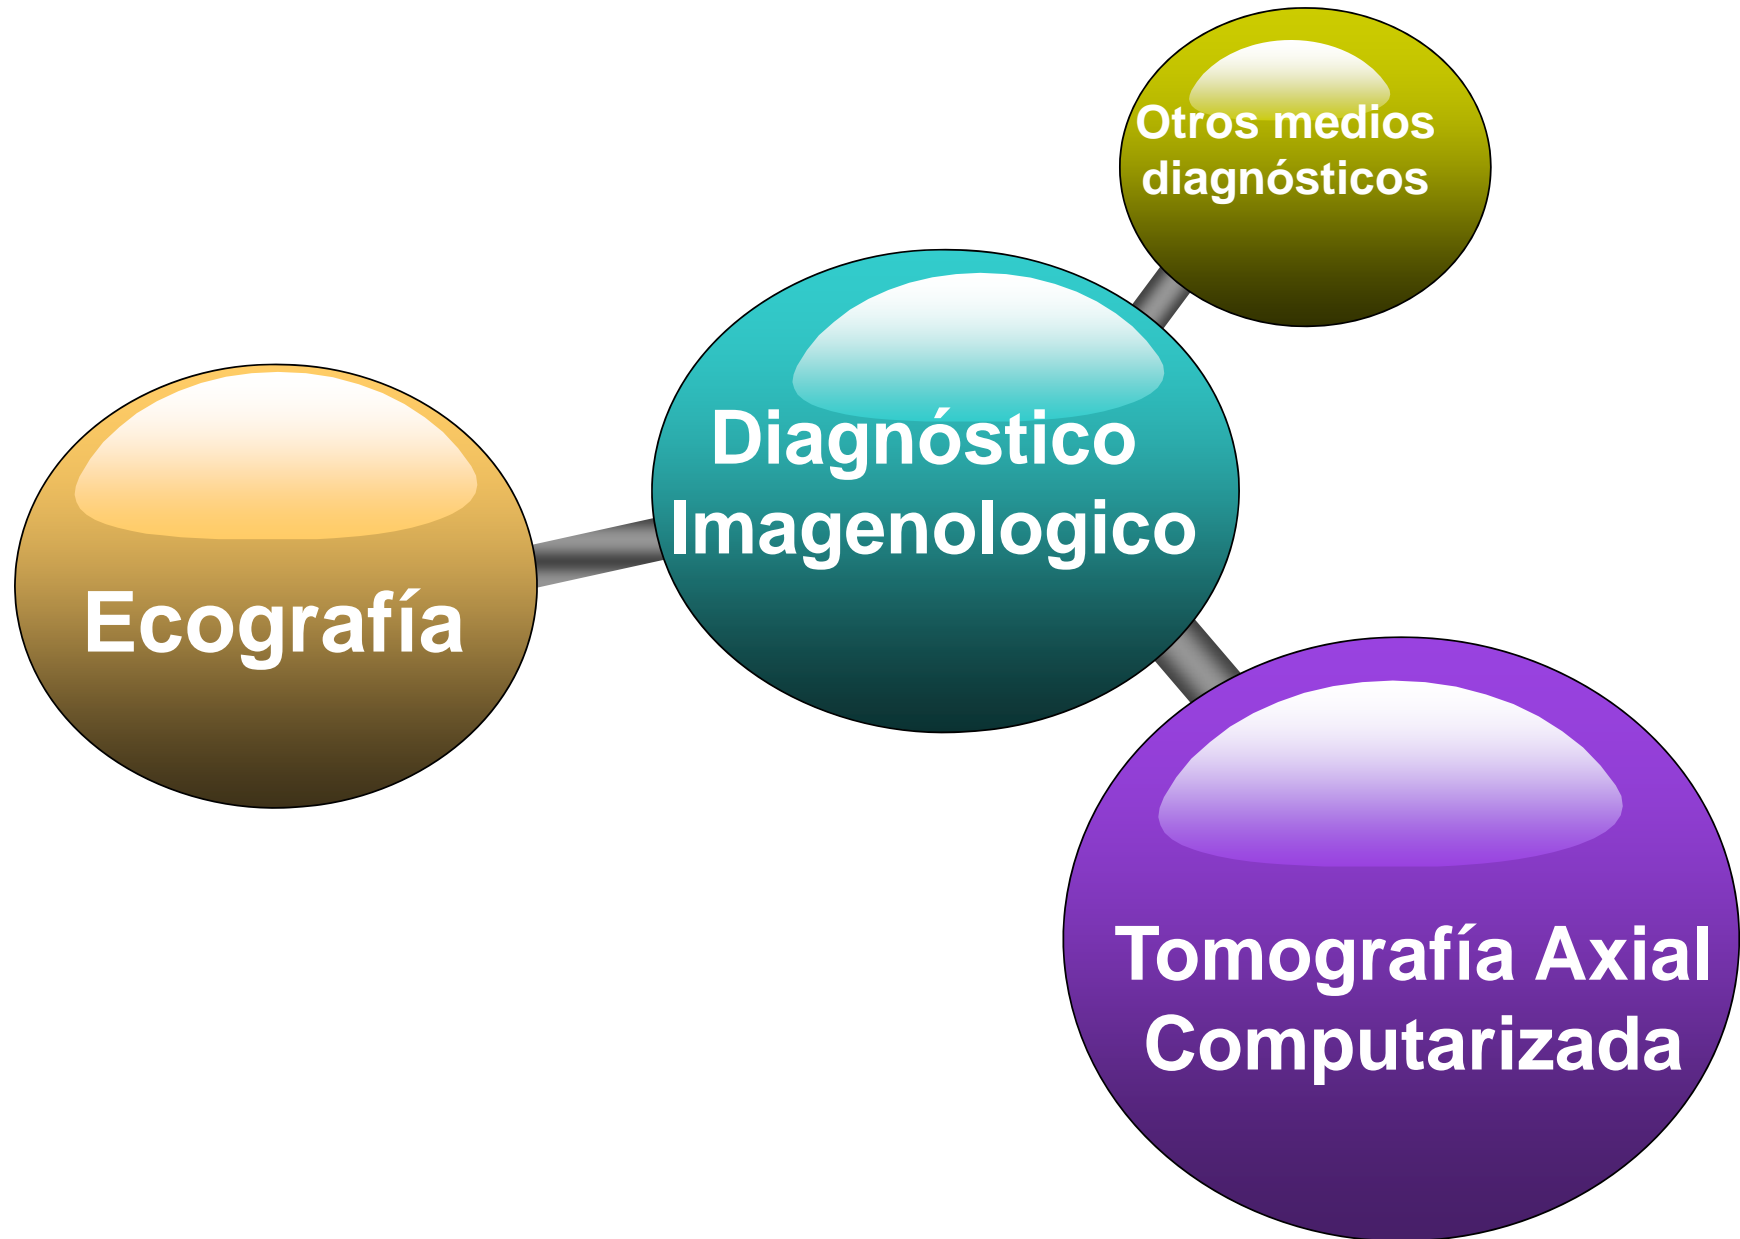 Otros medios
diagnósticos
Diagnóstico
Imagenologico
Ecografía
Tomografía Axial
Computarizada